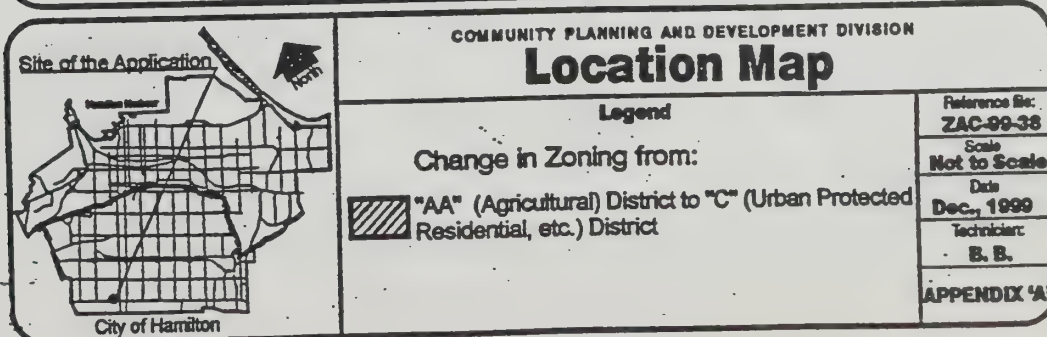 Site of the Application
North
Hamilton Harbour
City of Hamilton
COMMUNITY PLANNING AND DEVELOPMENT DIVISION
Location Map
Legend
Change in Zoning from:
"AA" (Agricultural) District to "C" (Urban Protected
Residential, etc.) District
Reference file:
ZAC-99-38
Scale
Not to Scale
Date
Dec., 1999
Technician:
B. B.
APPENDIX 'A